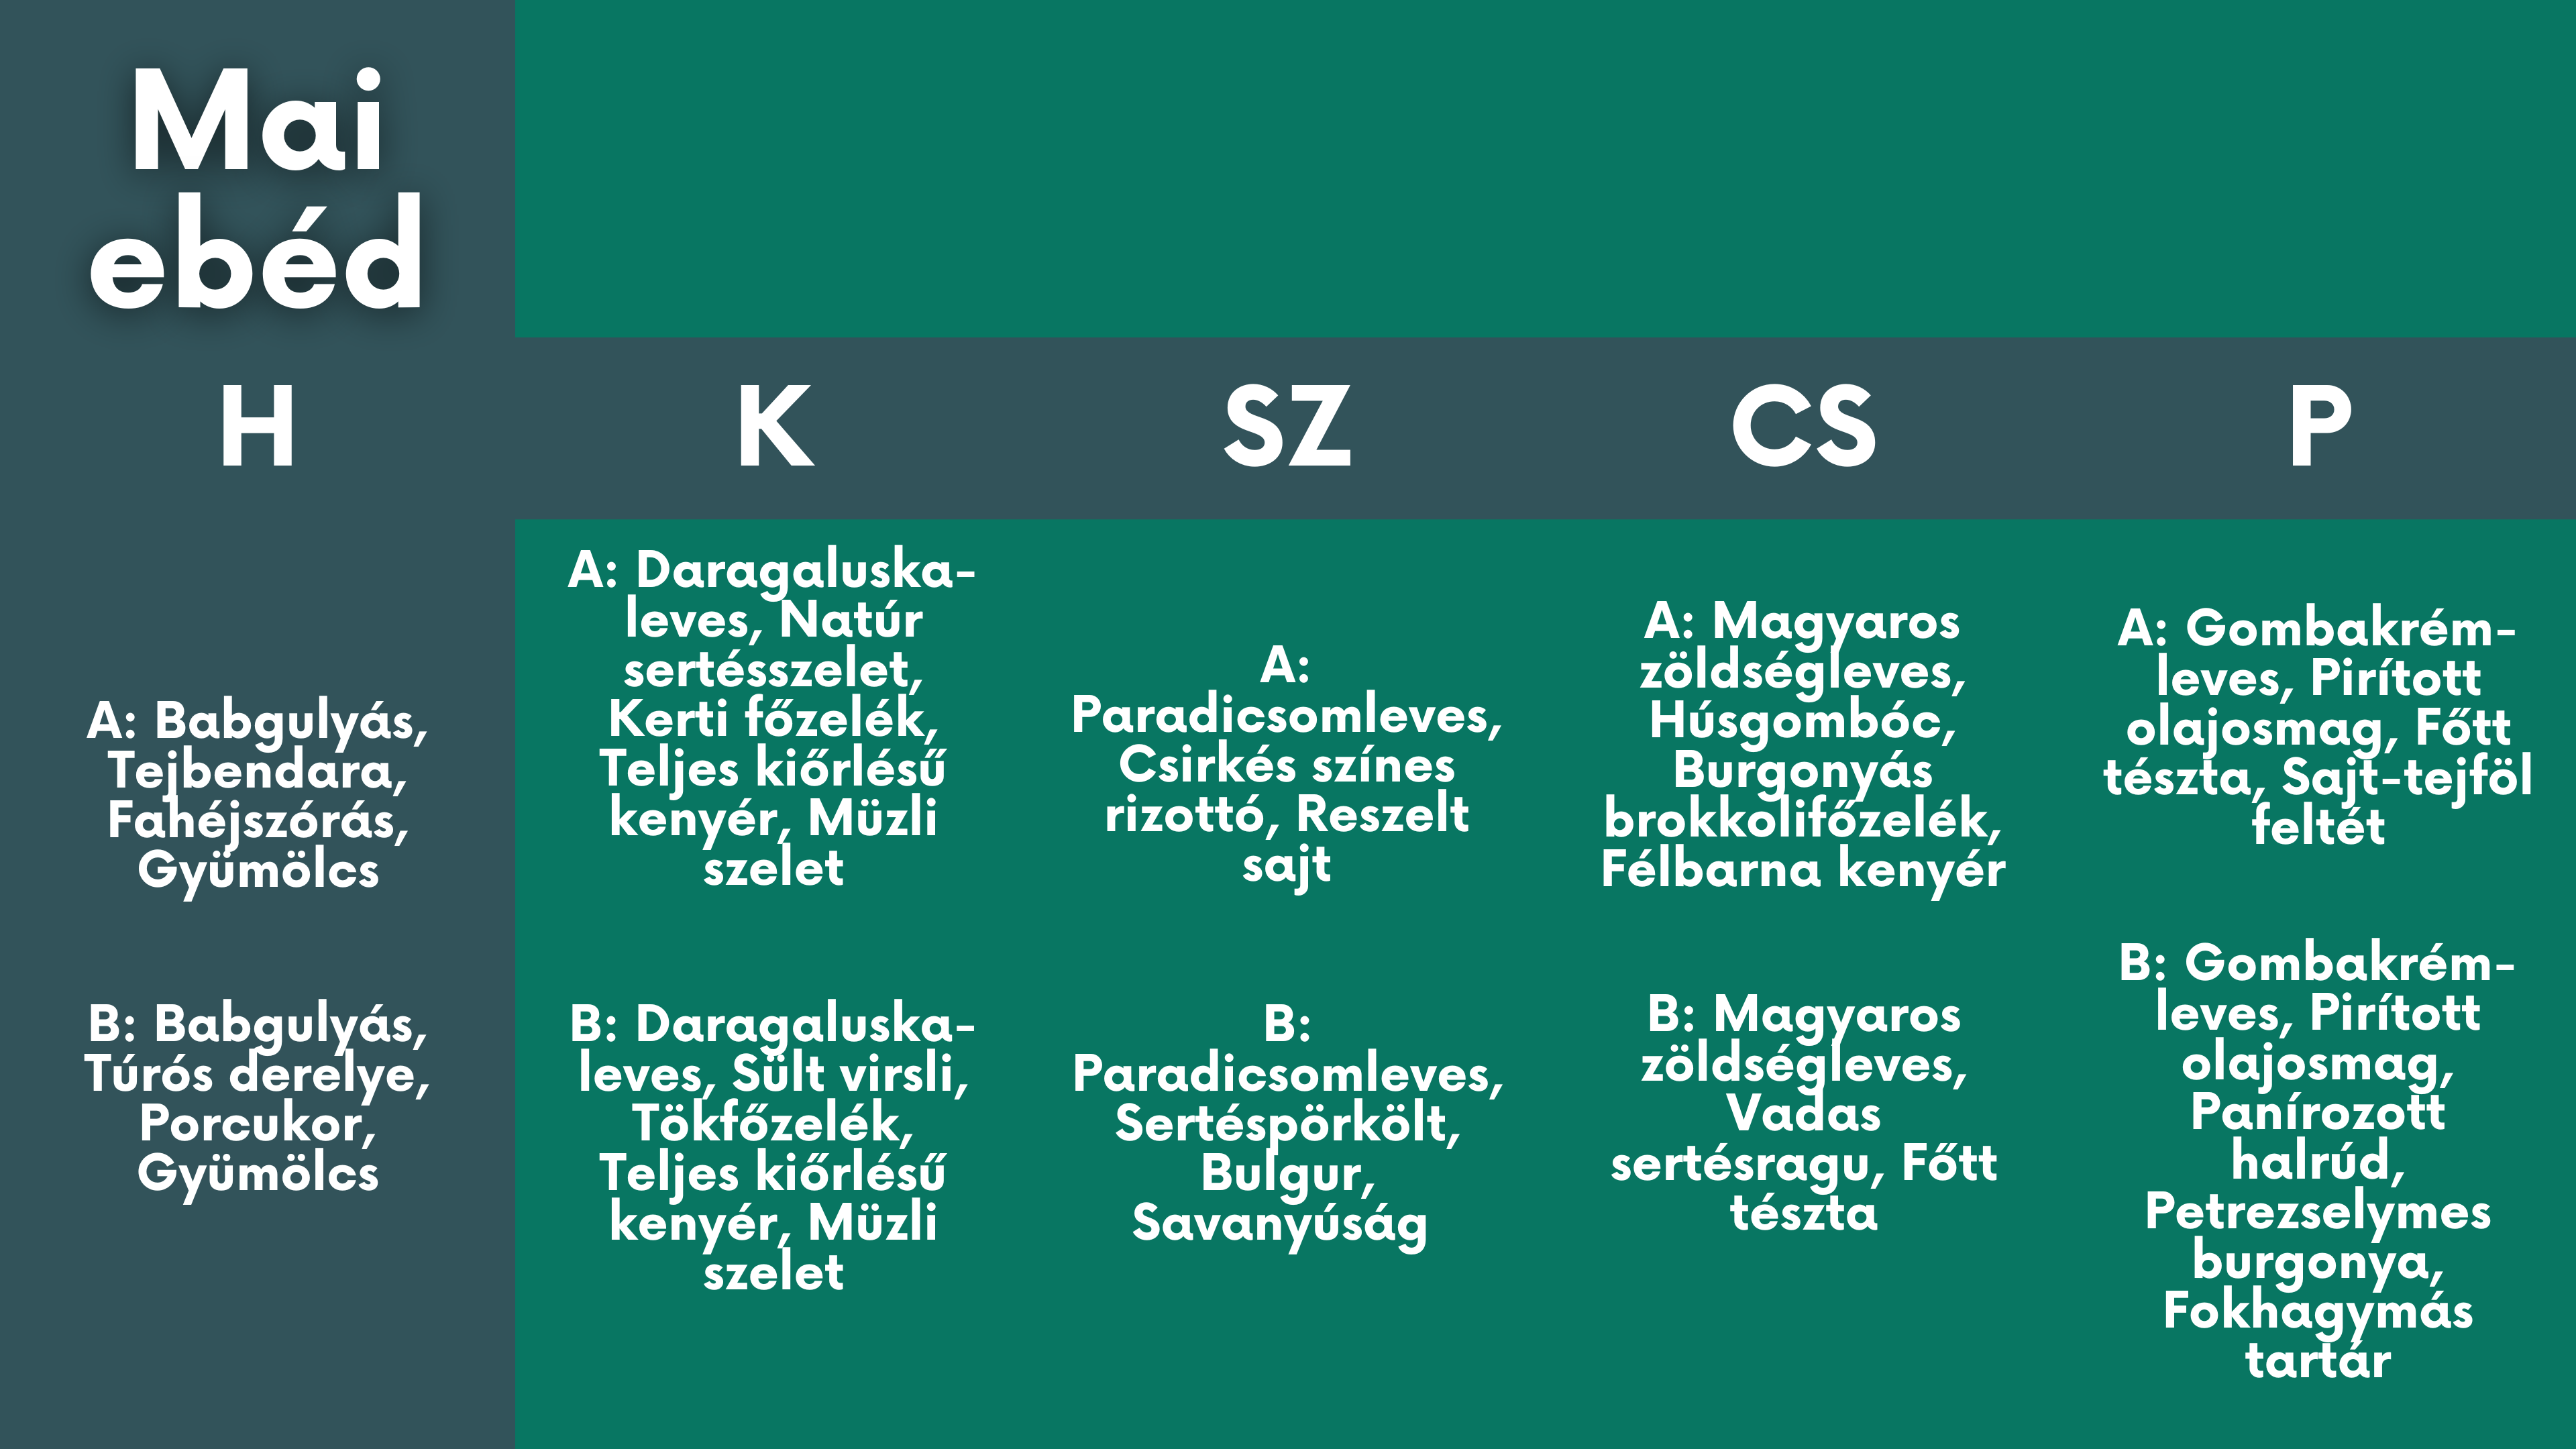 Mai
ebéd
H
K
SZ
CS
P
A: Babgulyás,
Tejbendara,
Fahéjszórás,
Gyümölcs
B: Babgulyás,
Túrós derelye,
Porcukor,
Gyümölcs
A: Daragaluska-
leves, Natúr
sertésszelet,
Kerti főzelék,
Teljes kiőrlésű
kenyér, Müzli
szelet
B: Daragaluska-
leves, Sült virsli,
Tökfőzelék,
Teljes kiőrlésű
kenyér, Müzli
szelet
A:
Paradicsomleves,
Csirkés színes
rizottó, Reszelt
sajt
B:
Paradicsomleves,
Sertéspörkölt,
Bulgur,
Savanyúság
A: Magyaros
zöldségleves,
Húsgombóc,
Burgonyás
brokkolifőzelék,
Félbarna kenyér
B: Magyaros
zöldségleves,
Vadas
sertésragu, Főtt
tészta
A: Gombakrém-
leves, Pirított
olajosmag, Főtt
tészta, Sajt-tejföl
feltét
B: Gombakrém-
leves, Pirított
olajosmag,
Panírozott
halrúd,
Petrezselymes
burgonya,
Fokhagymás
tartár